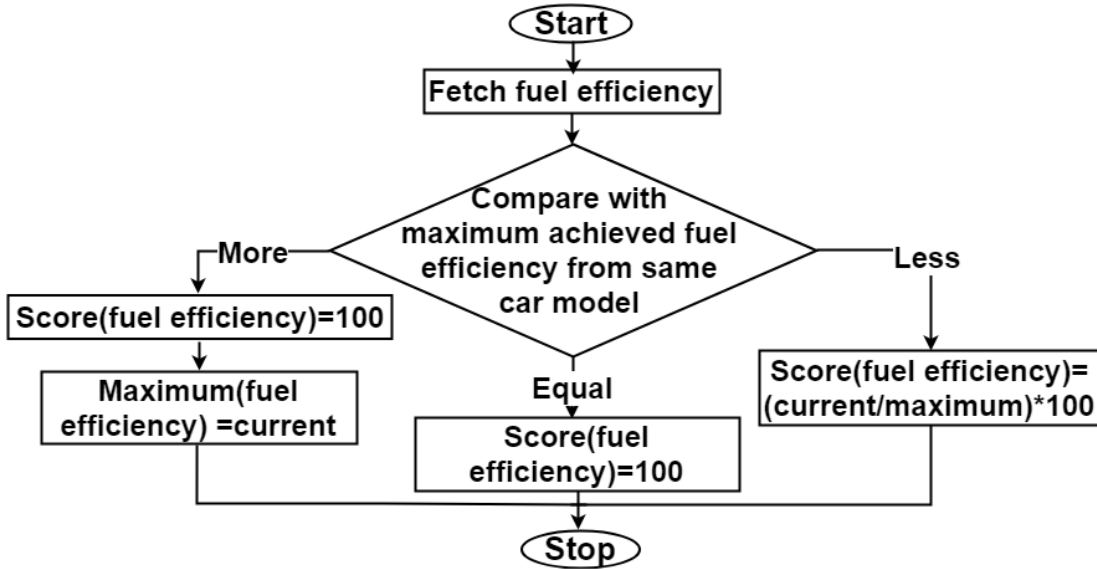 Start
Fetch fuel efficiency
Compare with
maximum achieved fuel
efficiency from same
car model
More
Less
Score(fuel efficiency)=100
Maximum(fuel
efficiency) =current
Equal
Score(fuel
efficiency)=100
Score(fuel efficiency)=
(current/maximum)*100
Stop